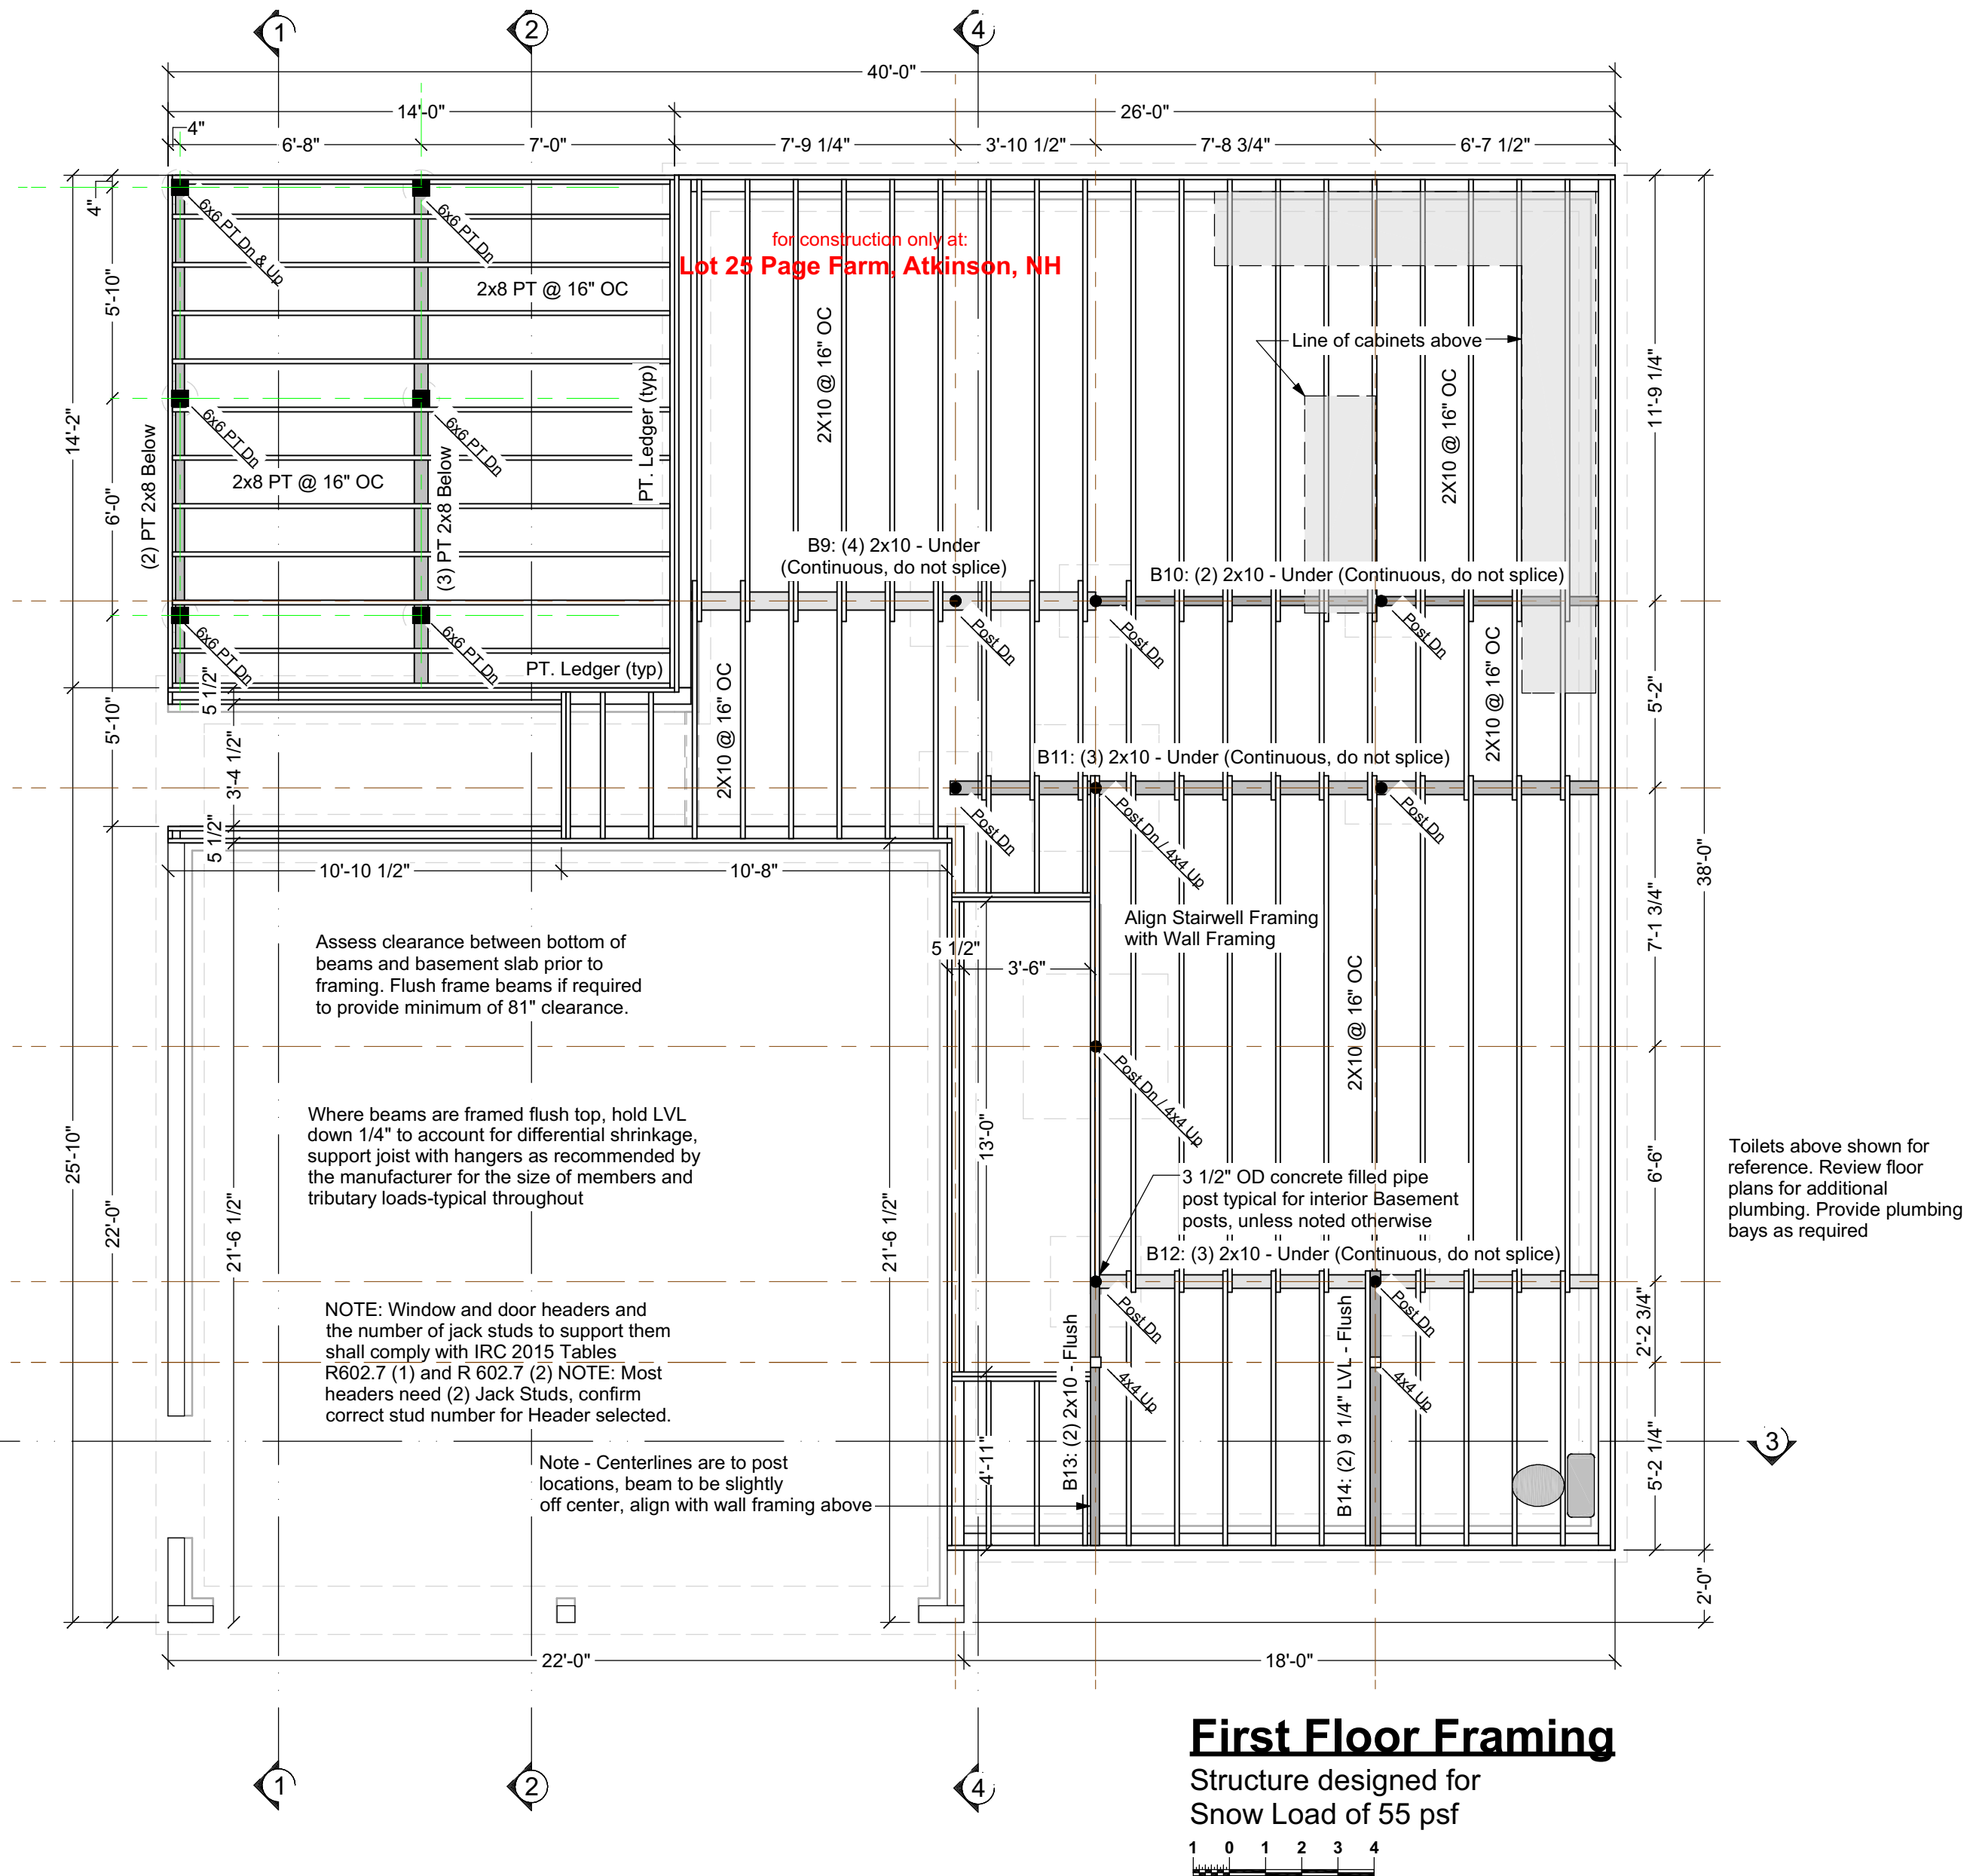 1
2
4
40'-0"
14'-0"
26'-0"
4"
6'-8"
7'-0"
7'-9 1/4"
3'-10 1/2"
7'-8 3/4"
6'-7 1/2"
4"
5'-10"
6'-0"
5'-10"
14'-2"
25'-10"
22'-0"
6x6 PT Dn & Up
6x6 PT Dn
2x8 PT @ 16" OC
for construction only at:
Lot 25 Page Farm, Atkinson, NH
2X10 @ 16" OC
Line of cabinets above
2X10 @ 16" OC
11'-9 1/4"
(2) PT 2x8 Below
6x6 PT Dn
2x8 PT @ 16" OC
(3) PT 2x8 Below
6x6 PT Dn
PT. Ledger (typ)
B9: (4) 2x10 - Under
(Continuous, do not splice)
B10: (2) 2x10 - Under (Continuous, do not splice)
Post Dn
Post Dn
Post Dn
6x6 PT Dn
6x6 PT Dn
PT. Ledger (typ)
5 1/2"
3'-4 1/2"
5 1/2"
2X10 @ 16" OC
2X10 @ 16" OC
5'-2"
B11: (3) 2x10 - Under (Continuous, do not splice)
Post Dn
Post Dn / 4x4 Up
Post Dn
38'-0"
10'-10 1/2"
10'-8"
Align Stairwell Framing
with Wall Framing
7'-1 3/4"
5 1/2"
3'-6"
Assess clearance between bottom of
beams and basement slab prior to
framing. Flush frame beams if required
to provide minimum of 81" clearance.
2X10 @ 16" OC
Post Dn / 4x4 Up
Where beams are framed flush top, hold LVL
down 1/4" to account for differential shrinkage,
support joist with hangers as recommended by
the manufacturer for the size of members and
tributary loads-typical throughout
21'-6 1/2"
21'-6 1/2"
13'-0"
6'-6"
Toilets above shown for
reference. Review floor
plans for additional
plumbing. Provide plumbing
bays as required
3 1/2" OD concrete filled pipe
post typical for interior Basement
posts, unless noted otherwise
B12: (3) 2x10 - Under (Continuous, do not splice)
Post Dn
Post Dn
2'-2 3/4"
NOTE: Window and door headers and
the number of jack studs to support them
shall comply with IRC 2015 Tables
R602.7 (1) and R 602.7 (2) NOTE: Most
headers need (2) Jack Studs, confirm
correct stud number for Header selected.
4x4 Up
4x4 Up
B13: (2) 2x10 - Flush
B14: (2) 9 1/4" LVL - Flush
4'-11"
5'-2 1/4"
3
Note - Centerlines are to post
locations, beam to be slightly
off center, align with wall framing above
2'-0"
22'-0"
18'-0"
1
2
4
First Floor Framing
Structure designed for
Snow Load of 55 psf
1 0 1 2 3 4